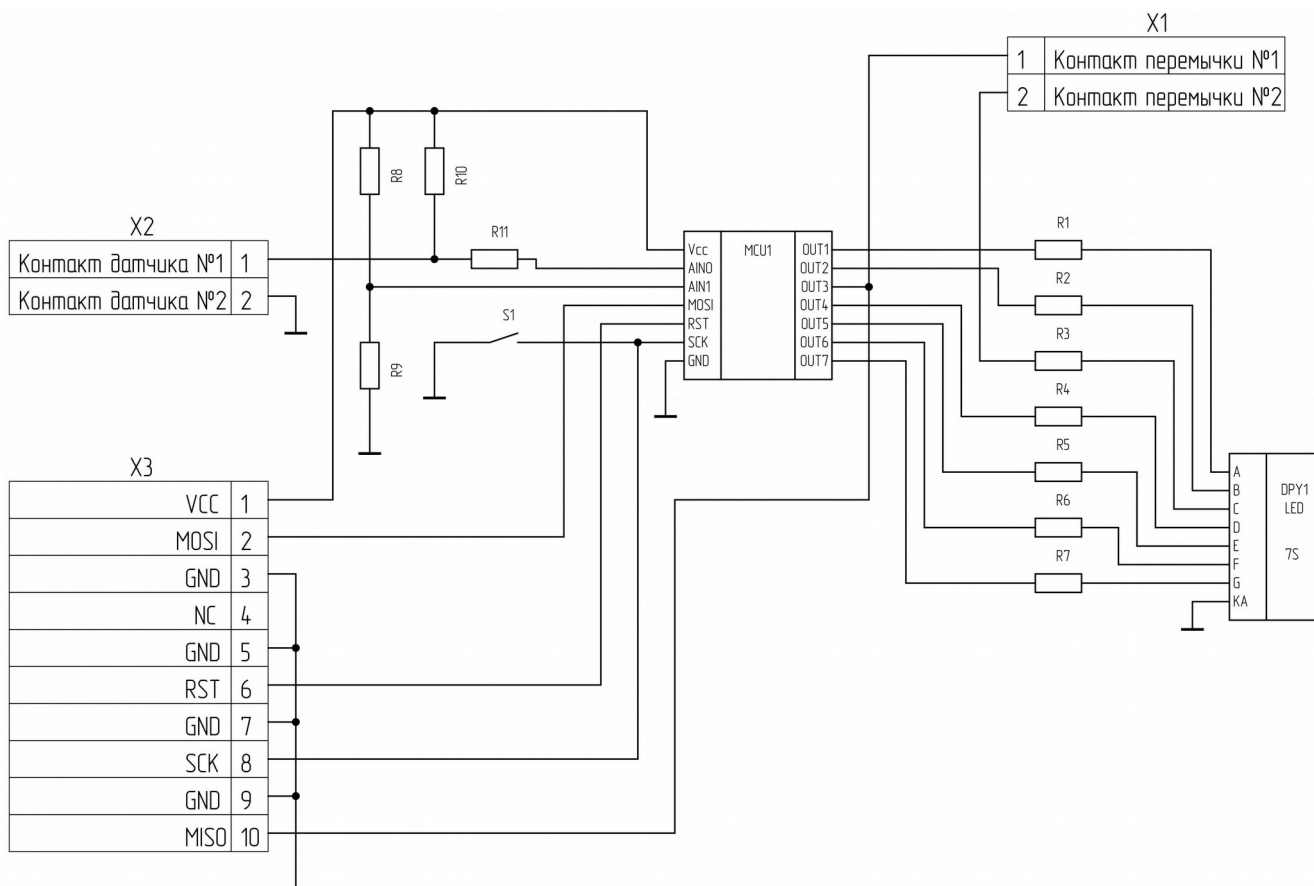 X1
1 Контакт перемычки №1
2 Контакт перемычки №2
R8
R10
X2
Контакт датчика №1 1
Контакт датчика №2 2
R11
S1
R9
Vcc MCU1 OUT1
AIN0 OUT2
AIN1 OUT3
MOSI OUT4
RST OUT5
SCK OUT6
GND OUT7
R1
R2
R3
R4
R5
R6
R7
A
B
C
D
E
F
G
KA
DPY1
LED
7S
X3
VCC 1
MOSI 2
GND 3
NC 4
GND 5
RST 6
GND 7
SCK 8
GND 9
MISO 10